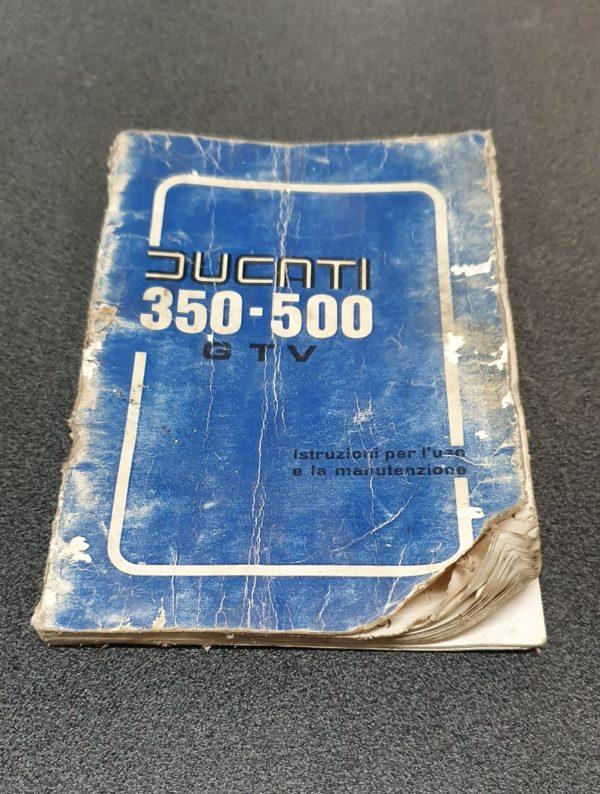 DUCATI
350-500
GTV
Istruzioni per l'uso
e la manutenzione